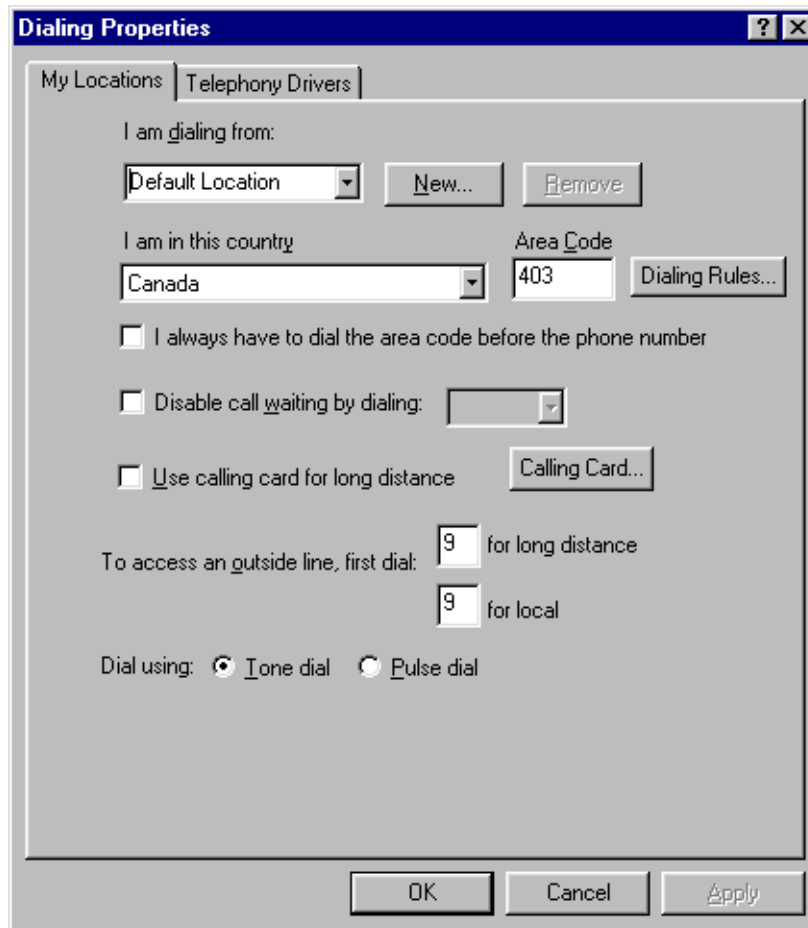 Dialing Properties
My Locations Telephony Drivers
I am dialing from:
Default Location New... Remove
I am in this country Area Code
Canada 403 Dialing Rules...
I always have to dial the area code before the phone number
Disable call waiting by dialing:
Use calling card for long distance Calling Card...
To access an outside line, first dial: 9 for long distance
9 for local
Dial using: Tone dial Pulse dial
OK Cancel Apply